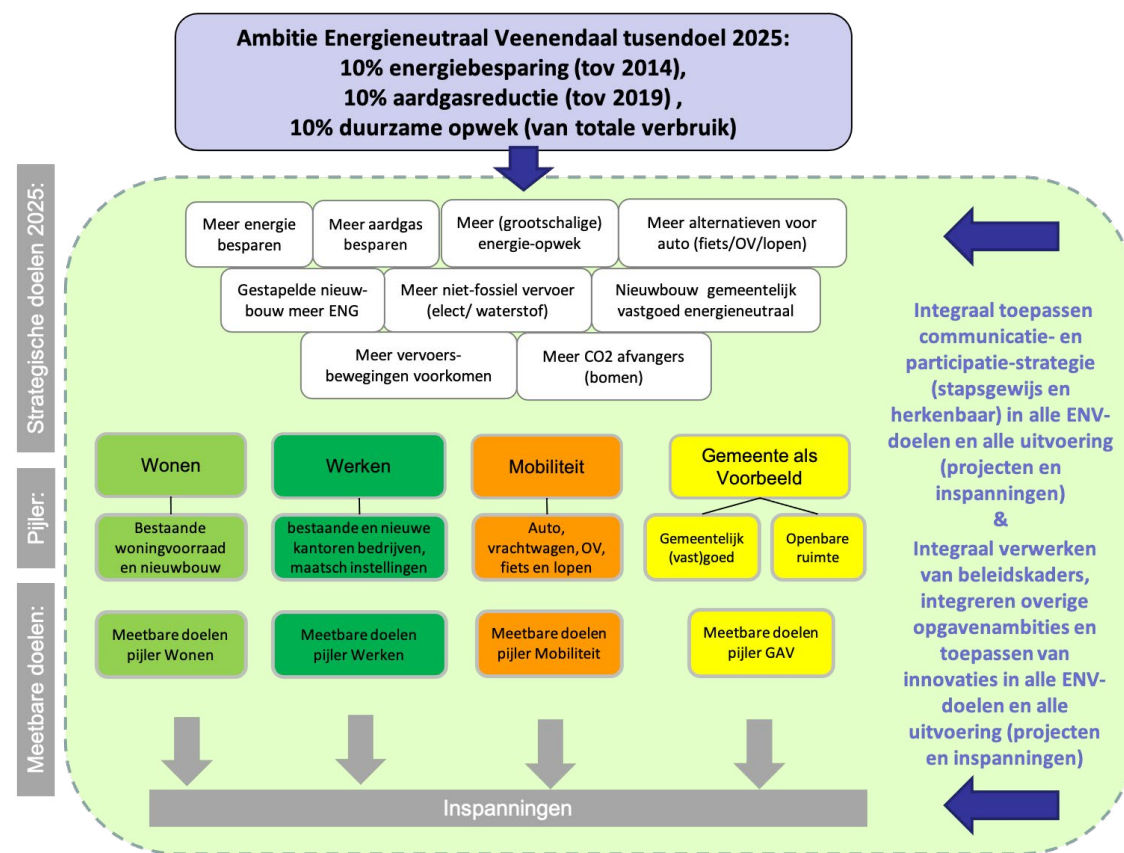 Ambitie Energieneutraal Veenendaal tusendoel 2025:
10% energiebesparing (tov 2014),
10% aardgasreductie (tov 2019) ,
10% duurzame opwek (van totale verbruik)
Strategische doelen 2025:
Meer energie
besparen
Meer aardgas
besparen
Meer (grootschalige)
energie-opwek
Meer alternatieven voor
auto (fiets/OV/lopen)
Gestapelde nieuw-
bouw meer ENG
Meer niet-fossiel vervoer
(elect/ waterstof)
Nieuwbouw gemeentelijk
vastgoed energieneutraal
Meer vervoers-
bewegingen voorkomen
Meer CO2 afvangers
(bomen)
Pijler:
Wonen
Werken
Mobiliteit
Gemeente als
Voorbeeld
Bestaande
woningvoorraad
en nieuwbouw
bestaande en nieuwe
kantoren bedrijven,
maatsch instellingen
Auto,
vrachtwagen, OV,
fiets en lopen
Gemeentelijk
(vast)goed
Openbare
ruimte
Meetbare doelen:
Meetbare doelen
pijler Wonen
Meetbare doelen
pijler Werken
Meetbare doelen
pijler Mobiliteit
Meetbare doelen
pijler GAV
Inspanningen
Integraal toepassen
communicatie- en
participatie-strategie
(stapsgewijs en
herkenbaar) in alle ENV-
doelen en alle uitvoering
(projecten en
inspanningen)
&
Integraal verwerken
van beleidskaders,
integreren overige
opgavenambities en
toepassen van
innovaties in alle ENV-
doelen en alle
uitvoering (projecten
en inspanningen)